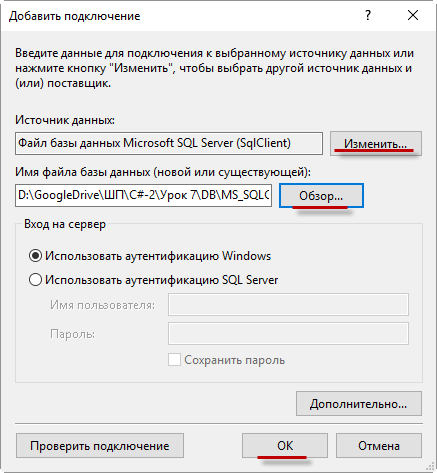 Добавить подключение
?
Введите данные для подключения к выбранному источнику данных или
нажмите кнопку "Изменить", чтобы выбрать другой источник данных и
(или) поставщик.
Источник данных:
Файл базы данных Microsoft SQL Server (SqlClient)
Изменить...
Имя файла базы данных (новой или существующей):
D:\GoogleDrive\ШП\C#-2\Урок 7\DB\MS_SQLC
Обзор...
Вход на сервер
Использовать аутентификацию Windows
Использовать аутентификацию SQL Server
Имя пользователя:
Пароль:
Сохранить пароль
Дополнительно...
Проверить подключение
ОК
Отмена